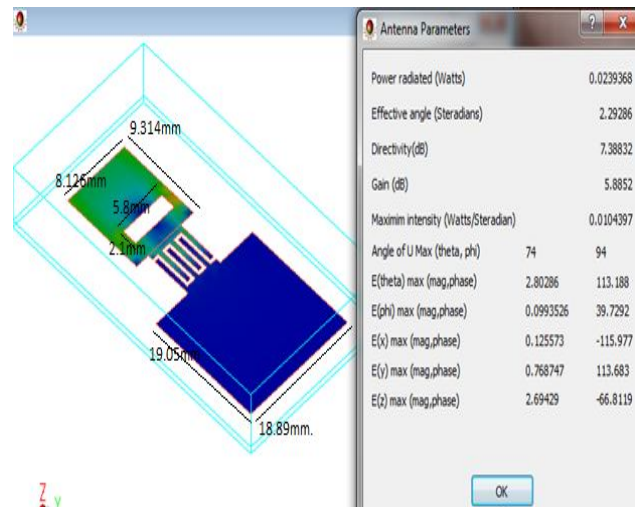 9.314mm
8.126mm
5.8mm
2.1mm
19.05mm
18.89mm.
Z
Y
Antenna Parameters
Power radiated (Watts) 0.0239368
Effective angle (Steradians) 2.29286
Directivity(dB) 7.38832
Gain (dB) 5.8852
Maximim intensity (Watts/Steradian) 0.0104397
Angle of U Max (theta, phi) 74 94
E(theta) max (mag,phase) 2.80286 113.188
E(phi) max (mag,phase) 0.0993526 39.7292
E(x) max (mag,phase) 0.125573 -115.977
E(y) max (mag,phase) 0.768747 113.683
E(z) max (mag,phase) 2.69429 -66.8119
OK